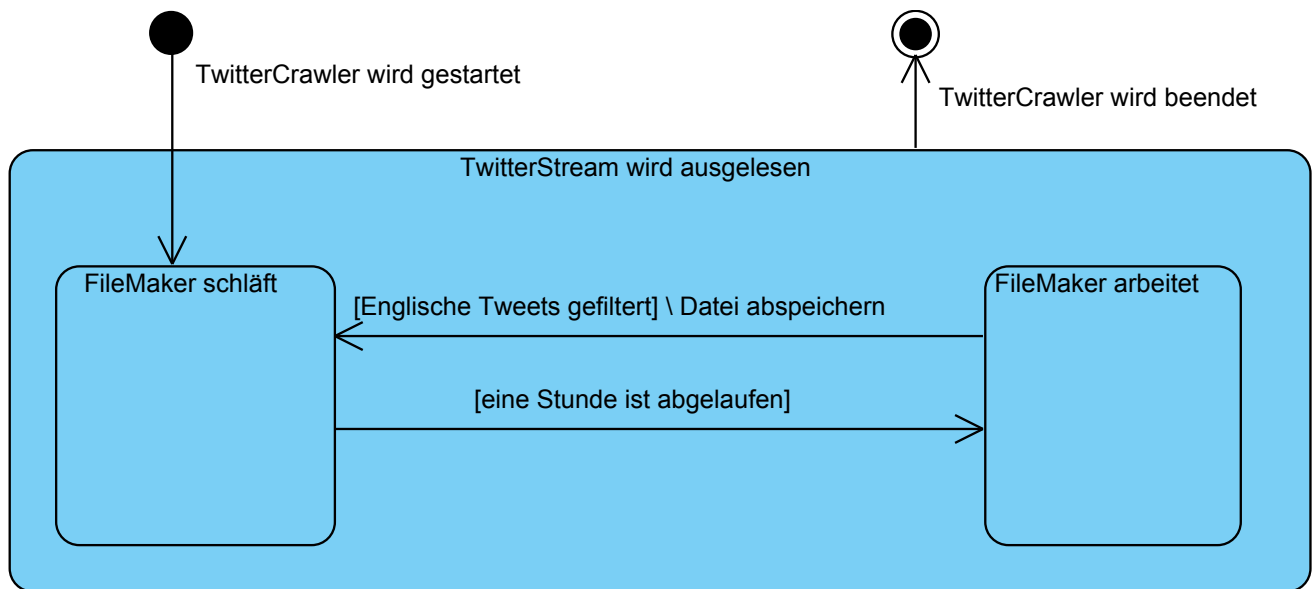 TwitterCrawler wird gestartet
TwitterCrawler wird beendet
TwitterStream wird ausgelesen
FileMaker schläft
FileMaker arbeitet
[Englische Tweets gefiltert] \ Datei abspeichern
[eine Stunde ist abgelaufen]